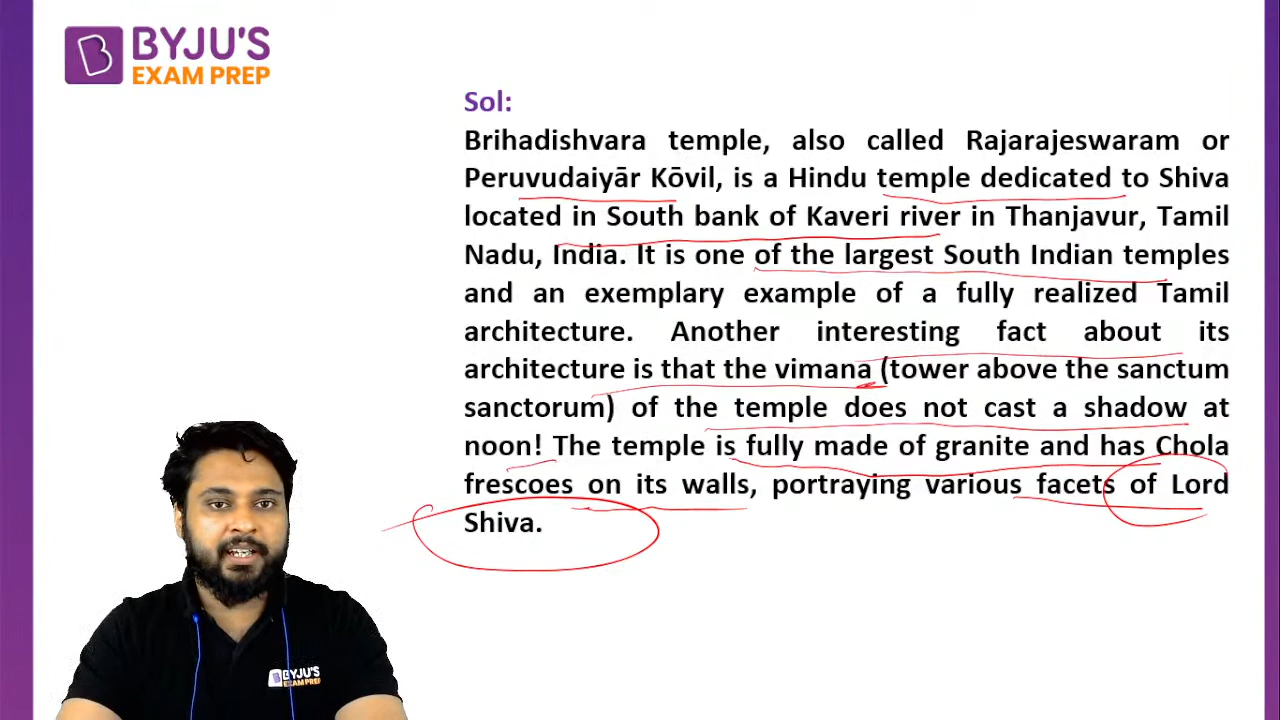 BYJU'S
EXAM PREP
Sol:
Brihadishvara temple, also called Rajarajeswaram or
Peruvudaiyār Kōvil, is a Hindu temple dedicated to Shiva
located in South bank of Kaveri river in Thanjavur, Tamil
Nadu, India. It is one of the largest South Indian temples
and an exemplary example of a fully realized Tamil
architecture. Another interesting fact about its
architecture is that the vimana (tower above the sanctum
sanctorum) of the temple does not cast a shadow at
noon! The temple is fully made of granite and has Chola
frescoes on its walls, portraying various facets of Lord
Shiva.
BYJU'S
EXAM PREP